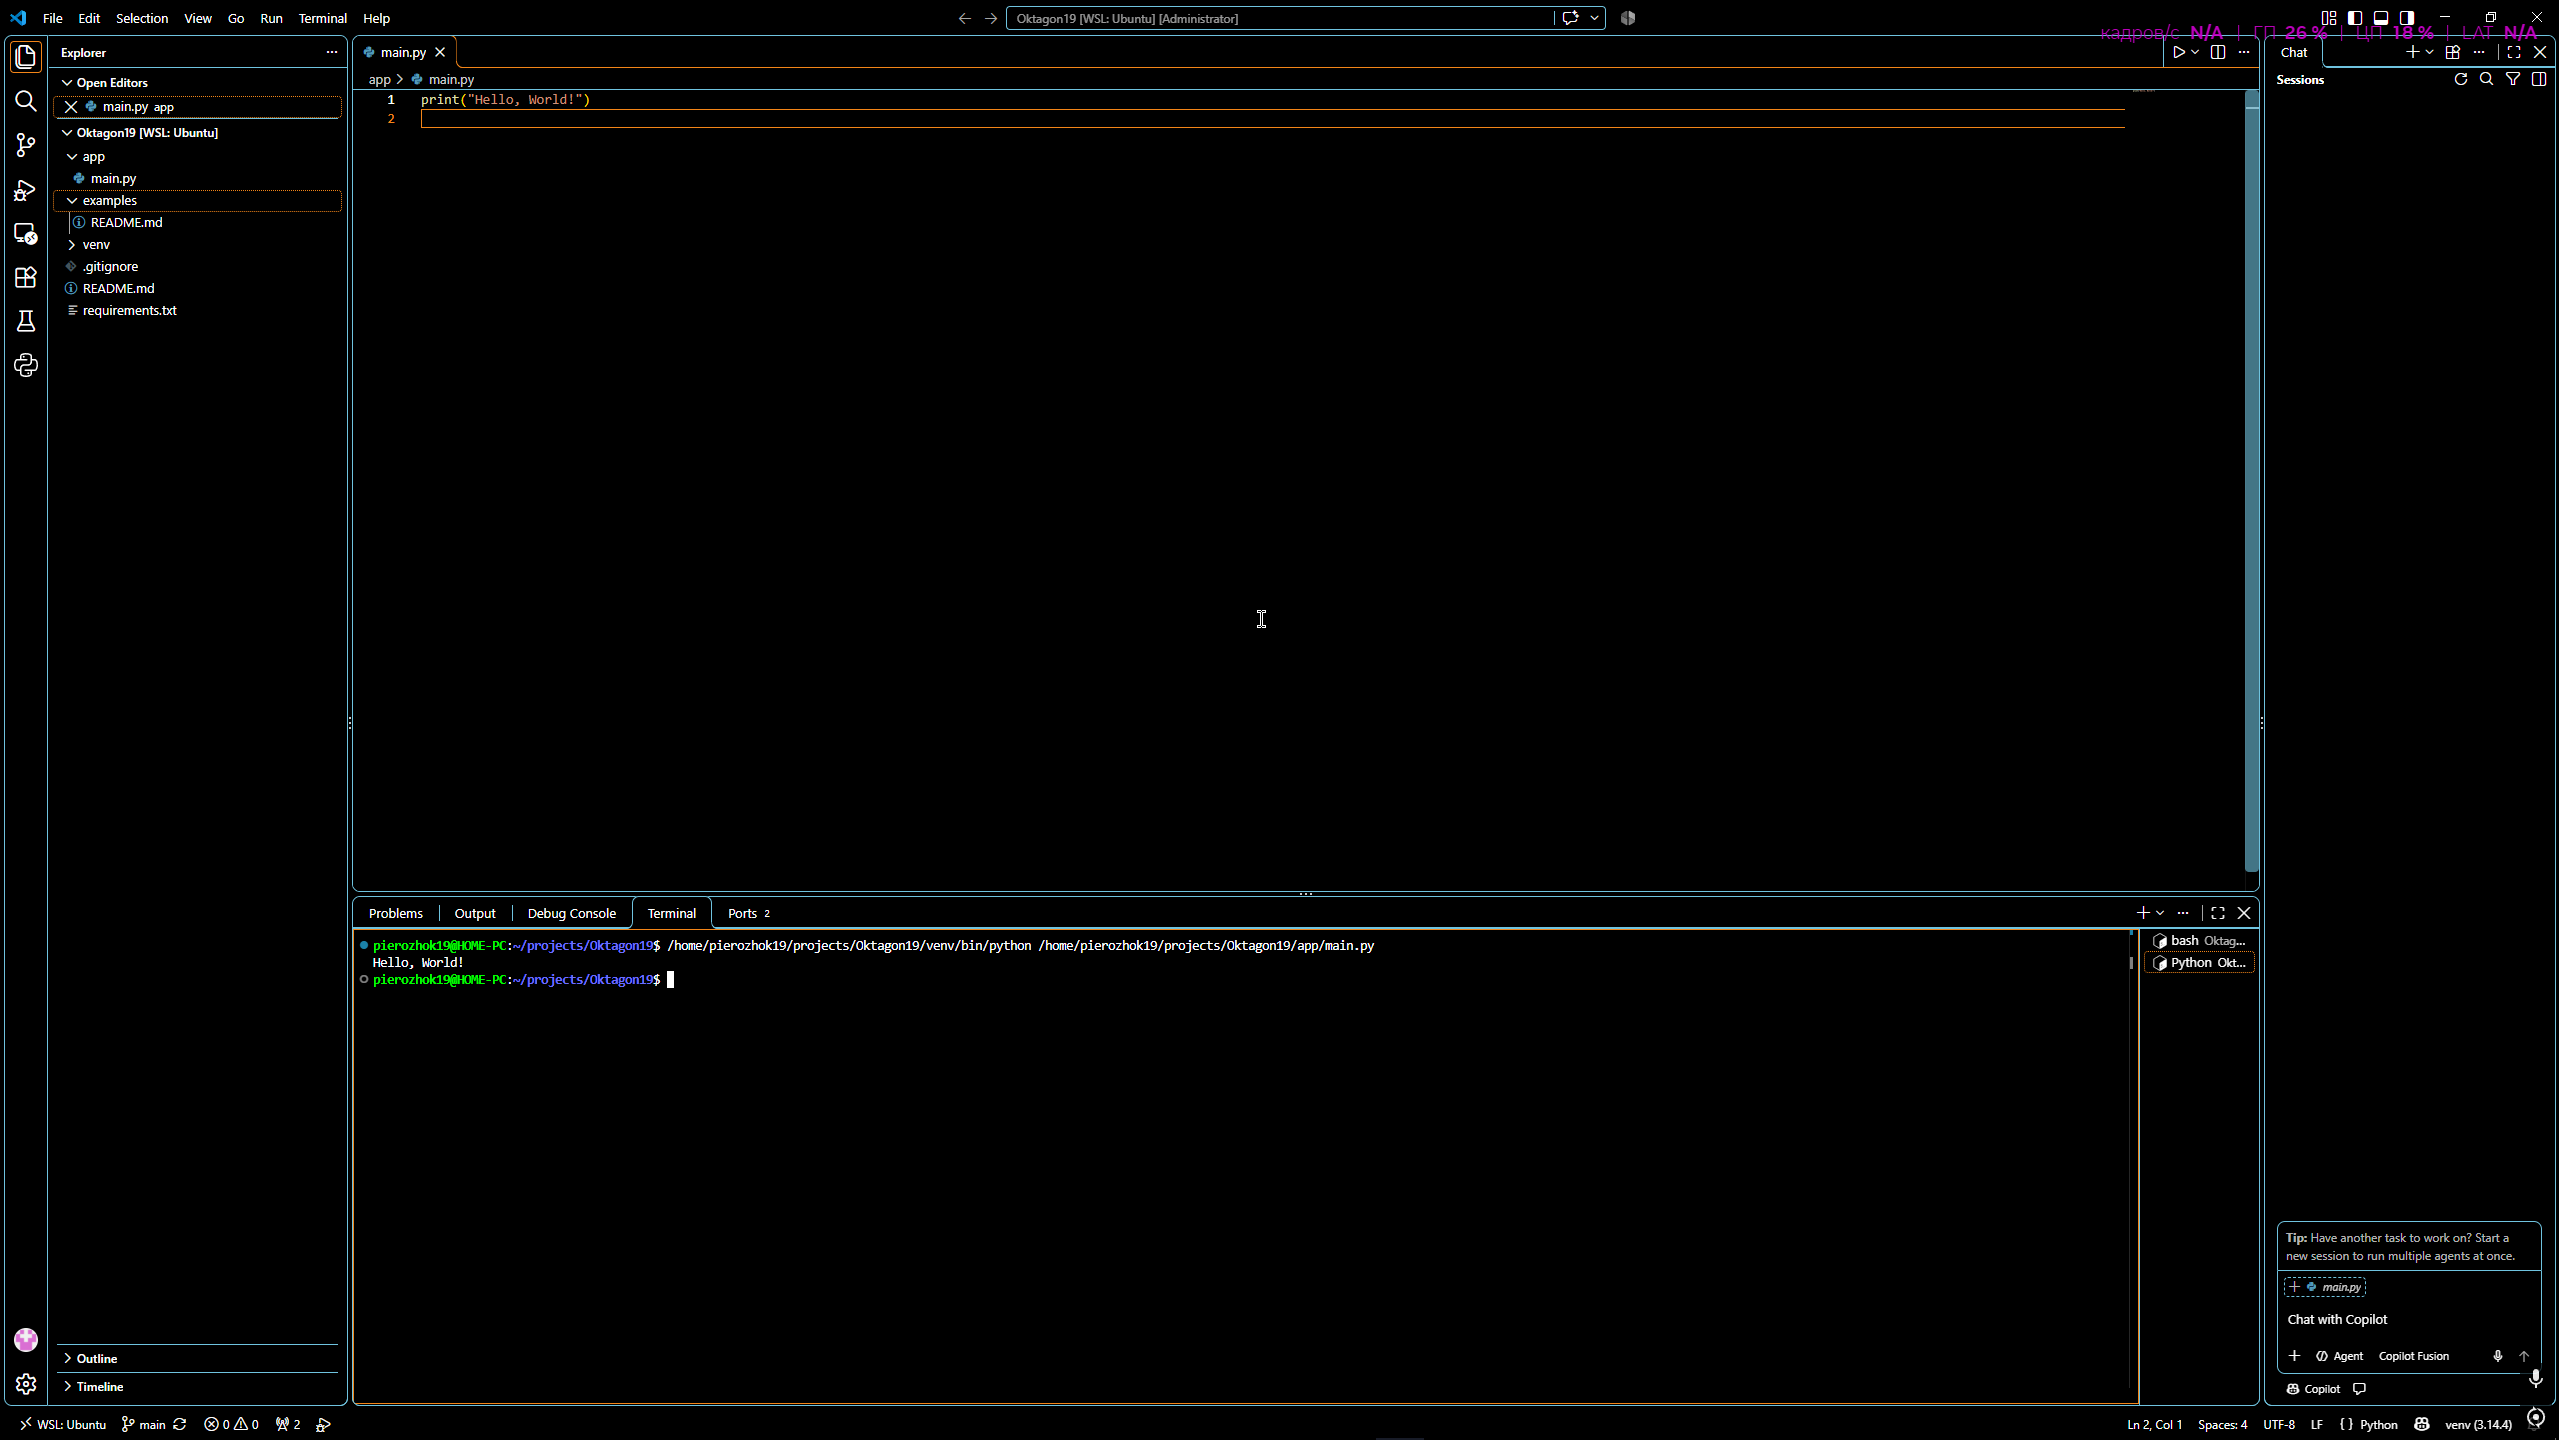 File Edit Selection View Go Run Terminal Help
Oktagon19 [WSL: Ubuntu] [Administrator]
кадров/с N/A | ГП 26 % | ЦП 18 % | LAT N/A
Explorer
Open Editors
main.py app
Oktagon19 [WSL: Ubuntu]
app
main.py
examples
README.md
venv
.gitignore
README.md
requirements.txt
Outline
Timeline
main.py
app > main.py
1 print("Hello, World!")
2
Problems Output Debug Console Terminal Ports 2
pierozhok19@HOME-PC:~/projects/Oktagon19$ /home/pierozhok19/projects/Oktagon19/venv/bin/python /home/pierozhok19/projects/Oktagon19/app/main.py
Hello, World!
pierozhok19@HOME-PC:~/projects/Oktagon19$
bash Oktag...
Python Okt...
Chat
Sessions
Tip: Have another task to work on? Start a
new session to run multiple agents at once.
main.py
Chat with Copilot
Agent Copilot Fusion
Copilot
WSL: Ubuntu main 0 0 2
Ln 2, Col 1 Spaces: 4 UTF-8 LF { } Python venv (3.14.4)